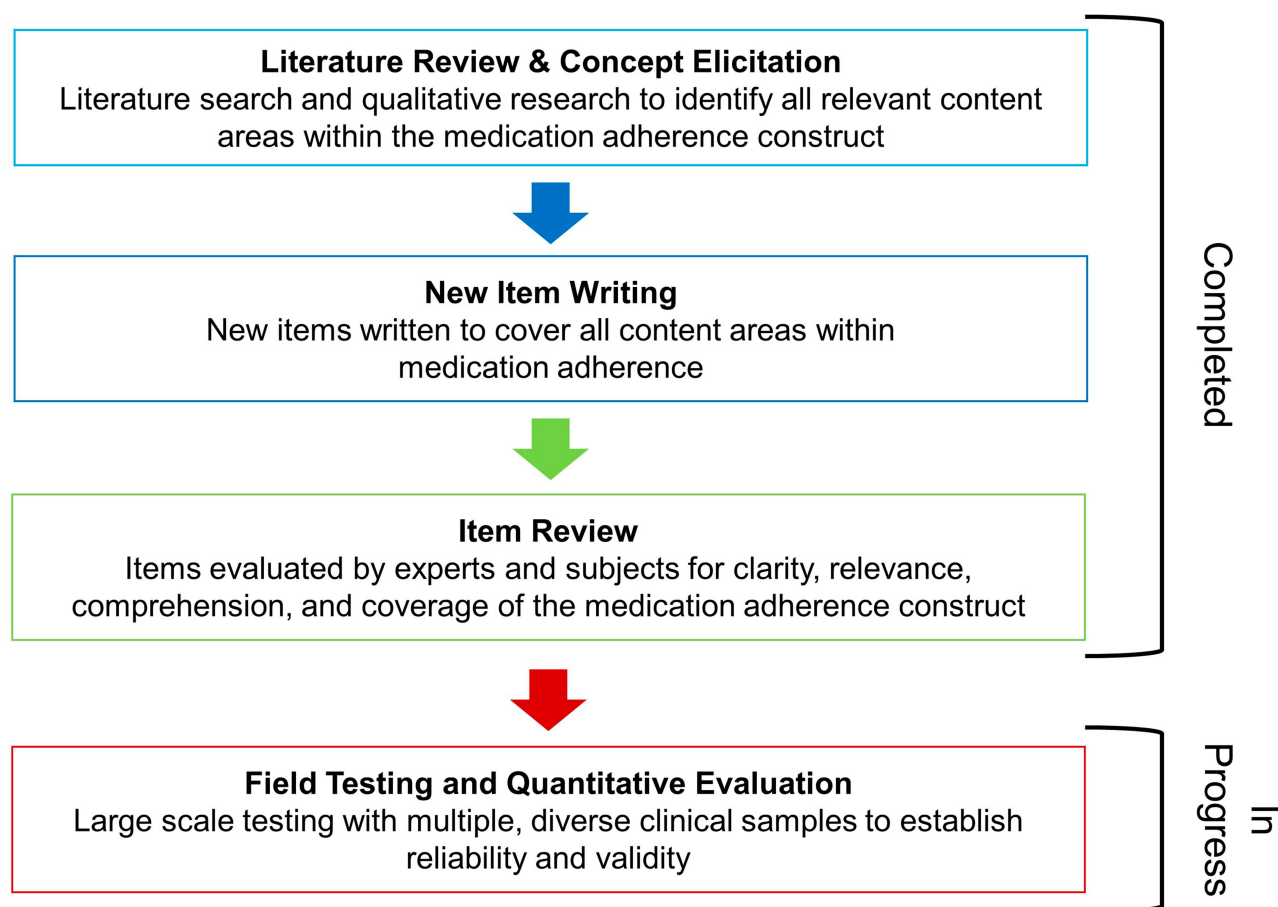 Literature Review & Concept Elicitation
Literature search and qualitative research to identify all relevant content
areas within the medication adherence construct
New Item Writing
New items written to cover all content areas within
medication adherence
Item Review
Items evaluated by experts and subjects for clarity, relevance,
comprehension, and coverage of the medication adherence construct
Completed
Field Testing and Quantitative Evaluation
Large scale testing with multiple, diverse clinical samples to establish
reliability and validity
In
Progress